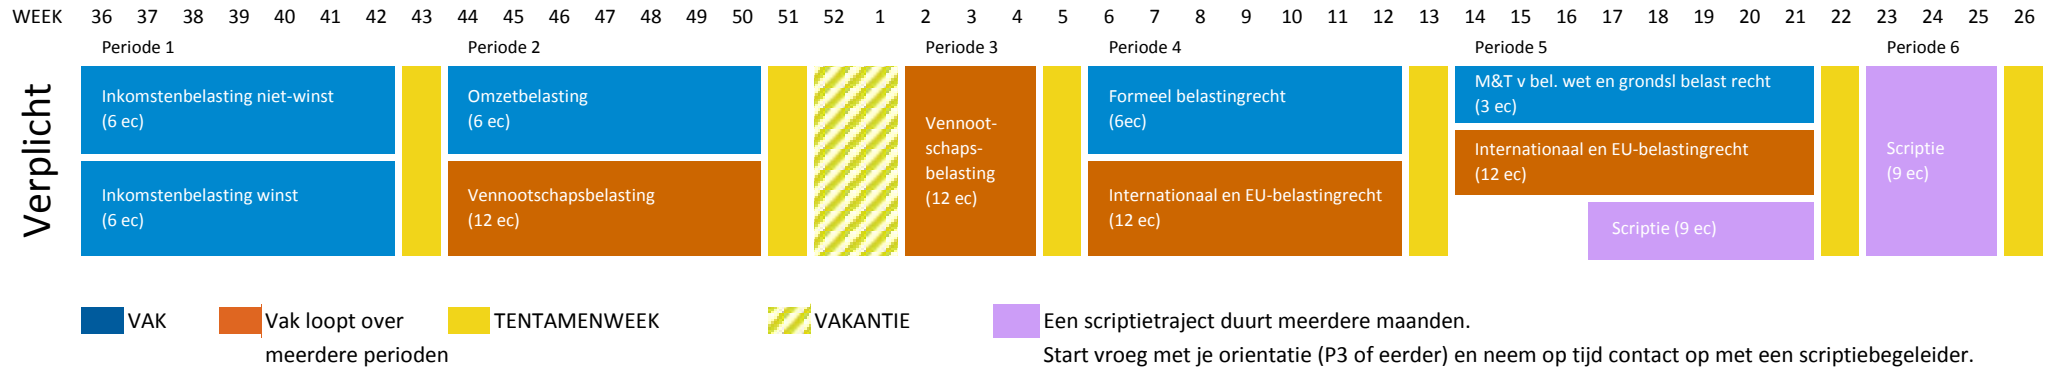 WEEK 36 37 38 39 40 41 42 43 44 45 46 47 48 49 50 51 52 1 2 3 4 5 6 7 8 9 10 11 12 13 14 15 16 17 18 19 20 21 22 23 24 25 26
Periode 1 Periode 2 Periode 3 Periode 4 Periode 5 Periode 6
Verplicht
Inkomstenbelasting niet-winst
(6 ec)
Inkomstenbelasting winst
(6 ec)
Omzetbelasting
(6 ec)
Vennootschapsbelasting
(12 ec)
Vennoot-
schaps-
belasting
(12 ec)
Formeel belastingrecht
(6ec)
Internationaal en EU-belastingrecht
(12 ec)
M&T v bel. wet en grondsl belast recht
(3 ec)
Internationaal en EU-belastingrecht
(12 ec)
Scriptie (9 ec)
Scriptie
(9 ec)
VAK
Vak loopt over
meerdere perioden
TENTAMENWEEK
VAKANTIE
Een scriptietraject duurt meerdere maanden.
Start vroeg met je orientatie (P3 of eerder) en neem op tijd contact op met een scriptiebegeleider.